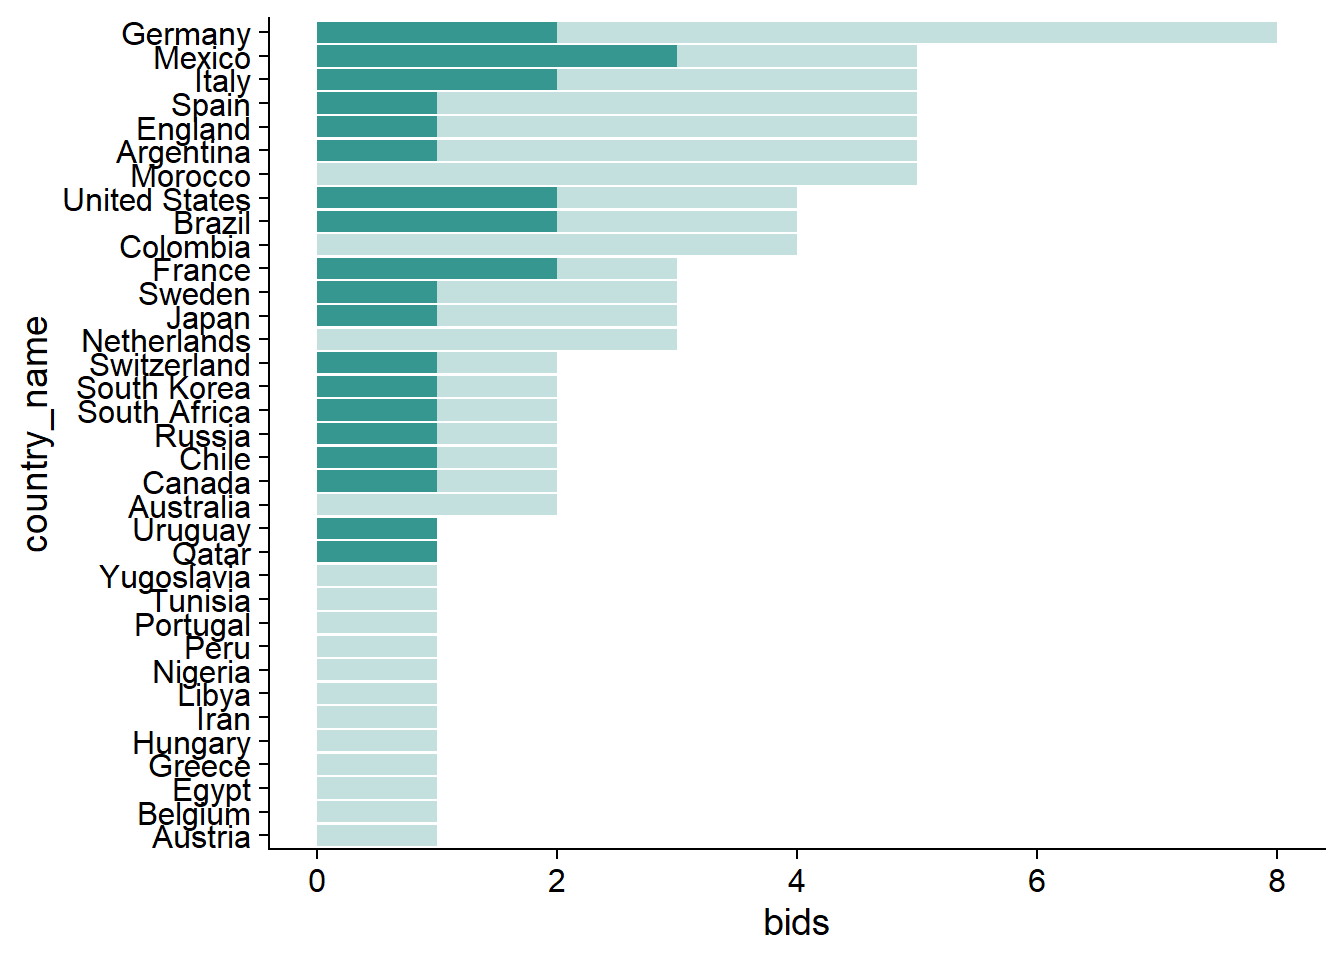 Germany
Mexico
Italy
Spain
England
Argentina
Morocco
United States
Brazil
Colombia
France
Sweden
Japan
Netherlands
Switzerland
South Korea
South Africa
Russia
Chile
Canada
Australia
Uruguay
Qatar
Yugoslavia
Tunisia
Portugal
Peru
Nigeria
Libya
Iran
Hungary
Greece
Egypt
Belgium
Austria
country_name
0 2 4 6 8
bids